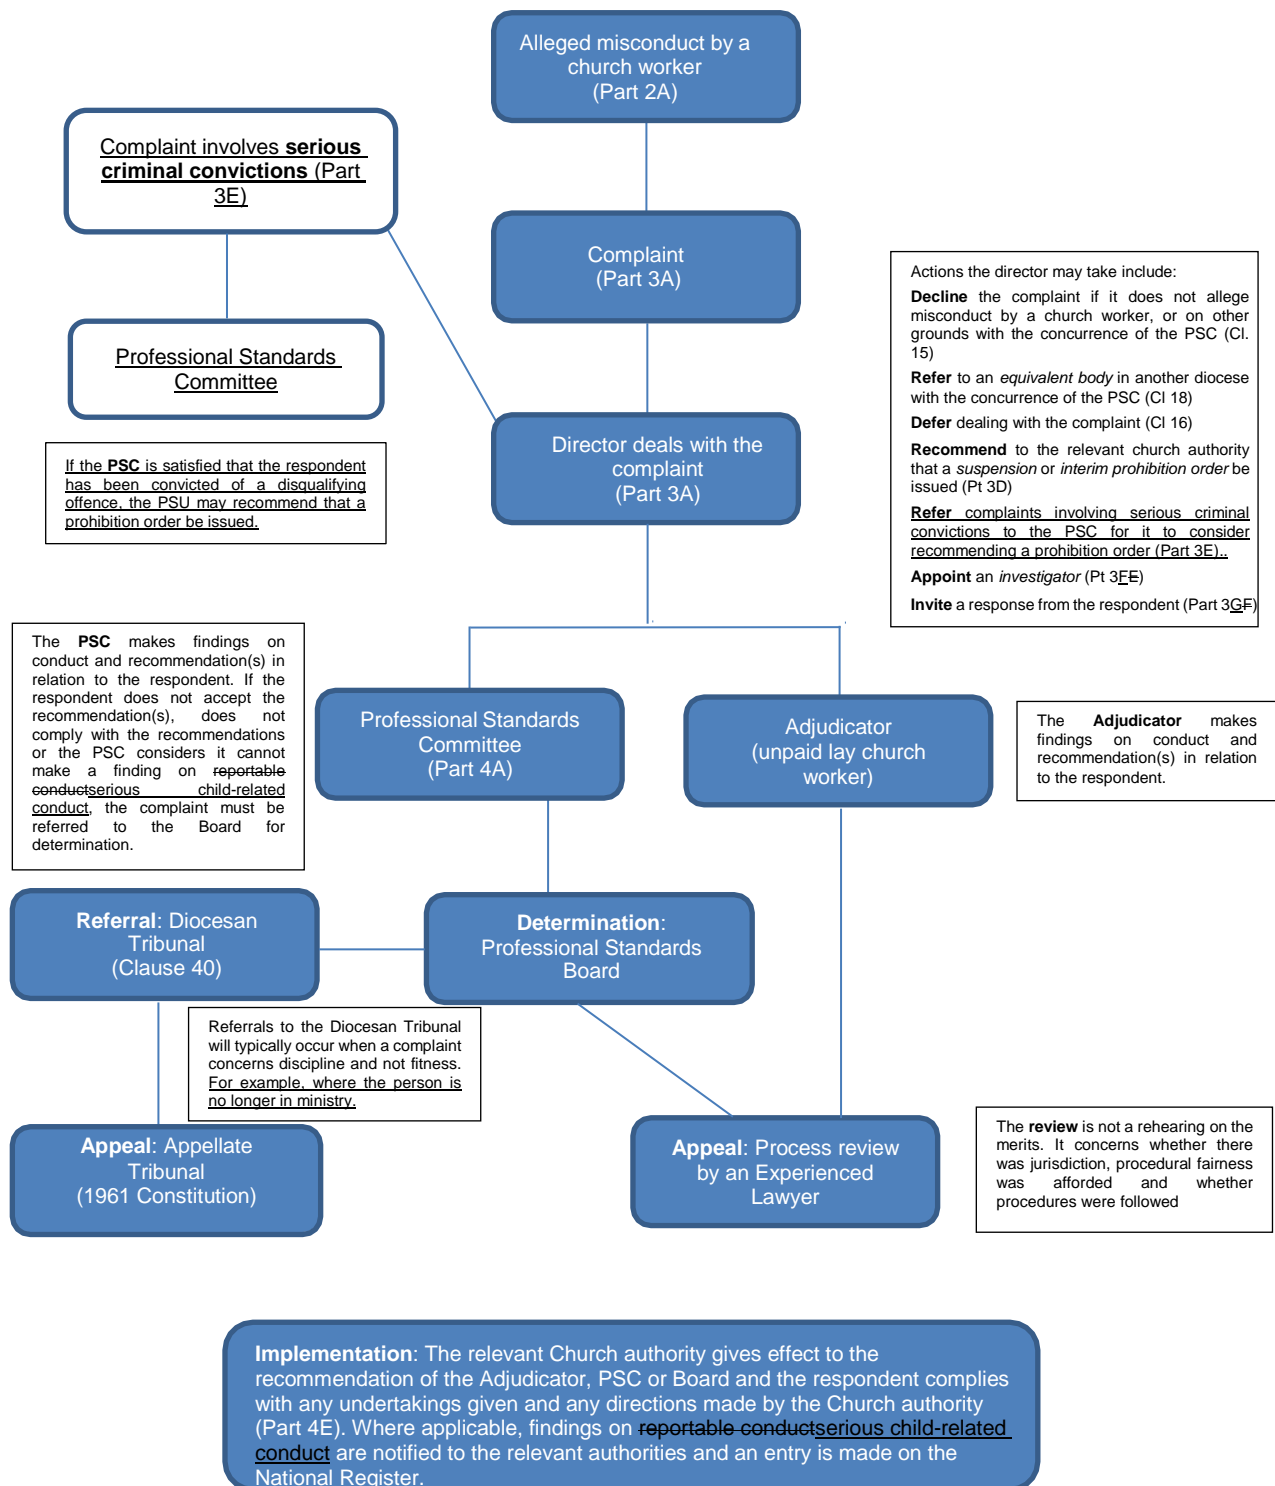 Alleged misconduct by a
church worker
(Part 2A)
Complaint involves serious
criminal convictions (Part
3E)
Complaint
(Part 3A)
Professional Standards
Committee
Director deals with the
complaint
(Part 3A)
Actions the director may take include:
Decline the complaint if it does not allege
misconduct by a church worker, or on other
grounds with the concurrence of the PSC (Cl.
15)
Refer to an equivalent body in another diocese
with the concurrence of the PSC (Cl 18)
Defer dealing with the complaint (Cl 16)
Recommend to the relevant church authority
that a suspension or interim prohibition order be
issued (Pt 3D)
Refer complaints involving serious criminal
convictions to the PSC for it to consider
recommending a prohibition order (Part 3E)..
Appoint an investigator (Pt 3FE)
Invite a response from the respondent (Part 3GF)
If the PSC is satisfied that the respondent
has been convicted of a disqualifying
offence, the PSU may recommend that a
prohibition order be issued.
The PSC makes findings on
conduct and recommendation(s) in
relation to the respondent. If the
respondent does not accept the
recommendation(s), does not
comply with the recommendations
or the PSC considers it cannot
make a finding on reportable
conductserious child-related
conduct, the complaint must be
referred to the Board for
determination.
Professional Standards
Committee
(Part 4A)
Adjudicator
(unpaid lay church
worker)
The Adjudicator makes
findings on conduct and
recommendation(s) in relation
to the respondent.
Referral: Diocesan
Tribunal
(Clause 40)
Determination:
Professional Standards
Board
Referrals to the Diocesan Tribunal
will typically occur when a complaint
concerns discipline and not fitness.
For example, where the person is
no longer in ministry.
Appeal: Appellate
Tribunal
(1961 Constitution)
Appeal: Process review
by an Experienced
Lawyer
The review is not a rehearing on the
merits. It concerns whether there
was jurisdiction, procedural fairness
was afforded and whether
procedures were followed
Implementation: The relevant Church authority gives effect to the
recommendation of the Adjudicator, PSC or Board and the respondent complies
with any undertakings given and any directions made by the Church authority
(Part 4E). Where applicable, findings on reportable conductserious child-related
conduct are notified to the relevant authorities and an entry is made on the
National Register.